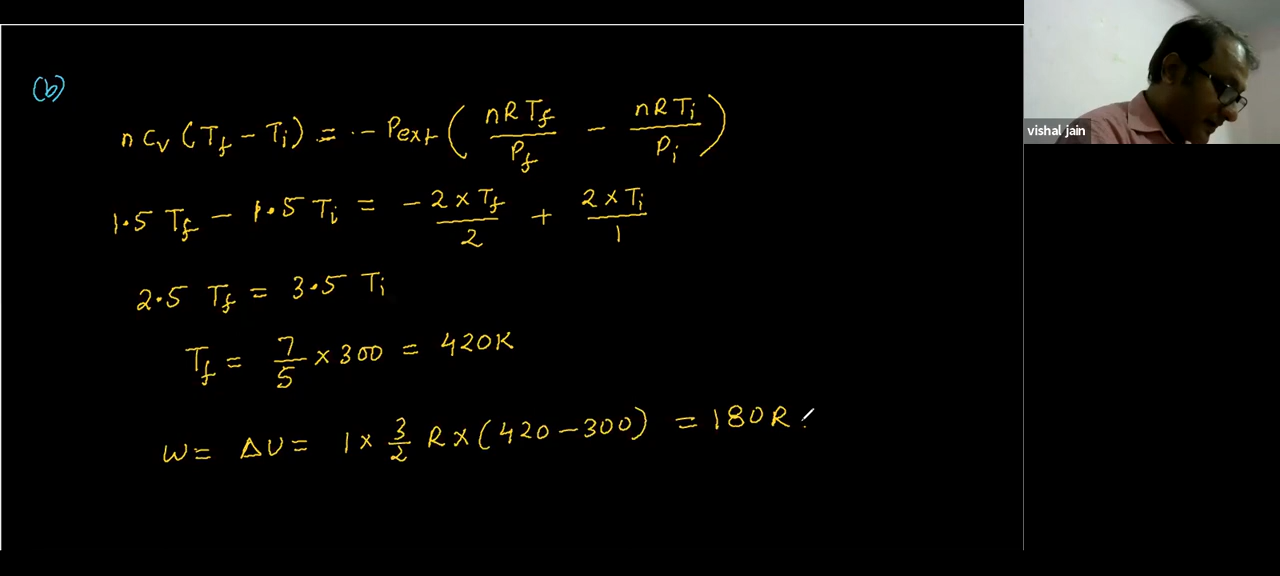 (b)
n Cv (Tf - Ti) = - Pext ( nRTf / Pf - nRTi / Pi )
1.5 Tf - 1.5 Ti = - 2 × Tf / 2 + 2 × Ti / 1
2.5 Tf = 3.5 Ti
Tf = 7/5 × 300 = 420K
W = ΔU = 1 × 3/2 R × (420 - 300) = 180R
vishal jain